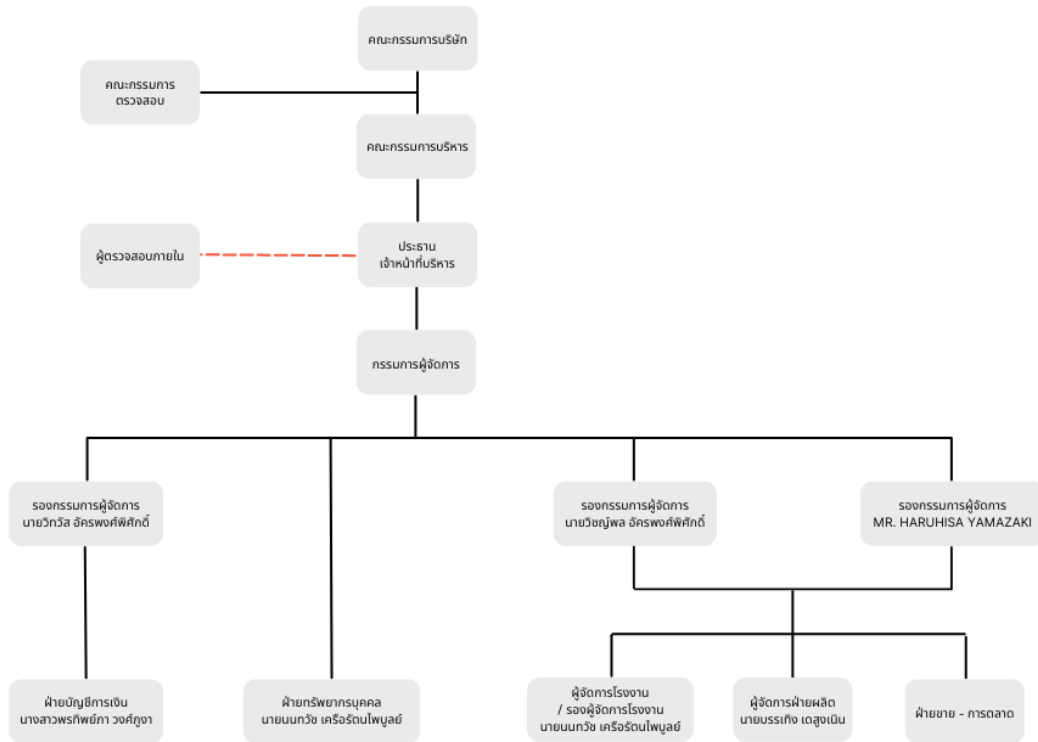 คณะกรรมการบริษัท
คณะกรรมการ
ตรวจสอบ
คณะกรรมการบริหาร
ผู้ตรวจสอบภายใน
ประธาน
เจ้าหน้าที่บริหาร
กรรมการผู้จัดการ
รองกรรมการผู้จัดการ
นายวิทวัส อัครพงศ์พิศักดิ์
รองกรรมการผู้จัดการ
นายวิชญ์พล อัครพงศ์พิศักดิ์
รองกรรมการผู้จัดการ
MR. HARUHISA YAMAZAKI
ฝ่ายบัญชีการเงิน
นางสาวพรทิพย์ภา วงศ์ภูงา
ฝ่ายทรัพยากรบุคคล
นายนนทวัช เครือรัตนไพบูลย์
ผู้จัดการโรงงาน
/ รองผู้จัดการโรงงาน
นายนนทวัช เครือรัตนไพบูลย์
ผู้จัดการฝ่ายผลิต
นายบรรเทิง เดสูงเนิน
ฝ่ายขาย - การตลาด